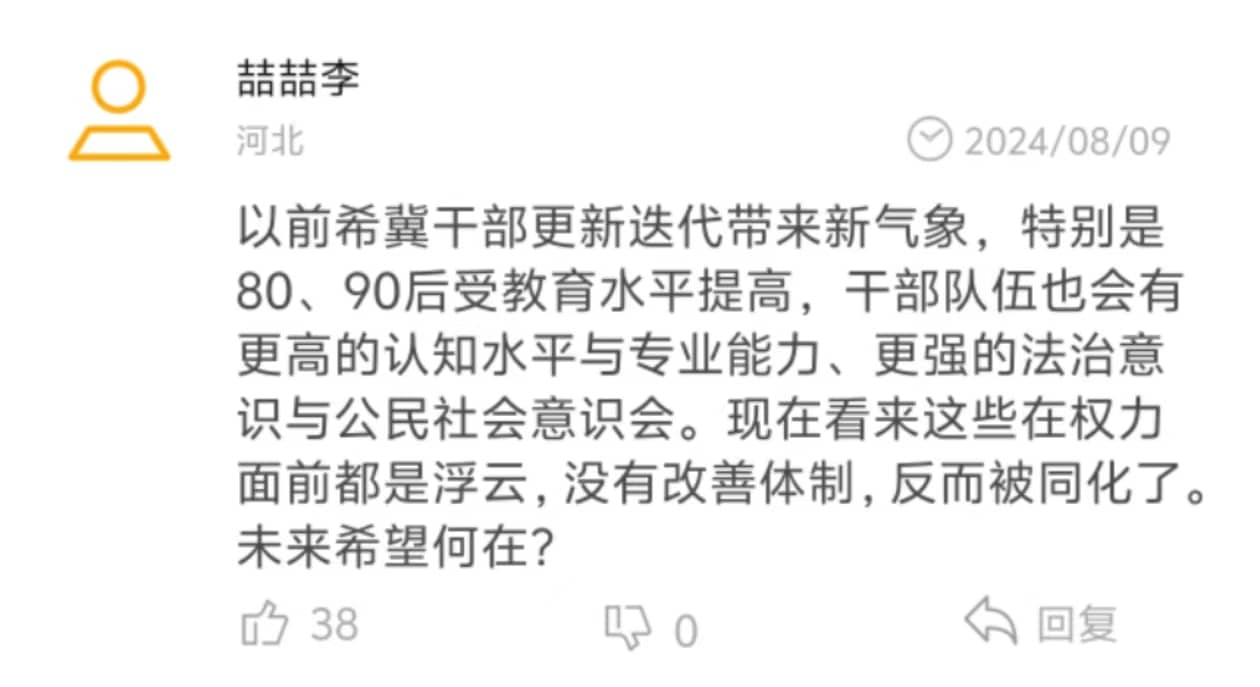 喆喆李
河北
2024/08/09
以前希冀干部更新迭代带来新气象，特别是
80、90后受教育水平提高，干部队伍也会有
更高的认知水平与专业能力、更强的法治意
识与公民社会意识会。现在看来这些在权力
面前都是浮云,没有改善体制,反而被同化了。
未来希望何在?
38
0
回复